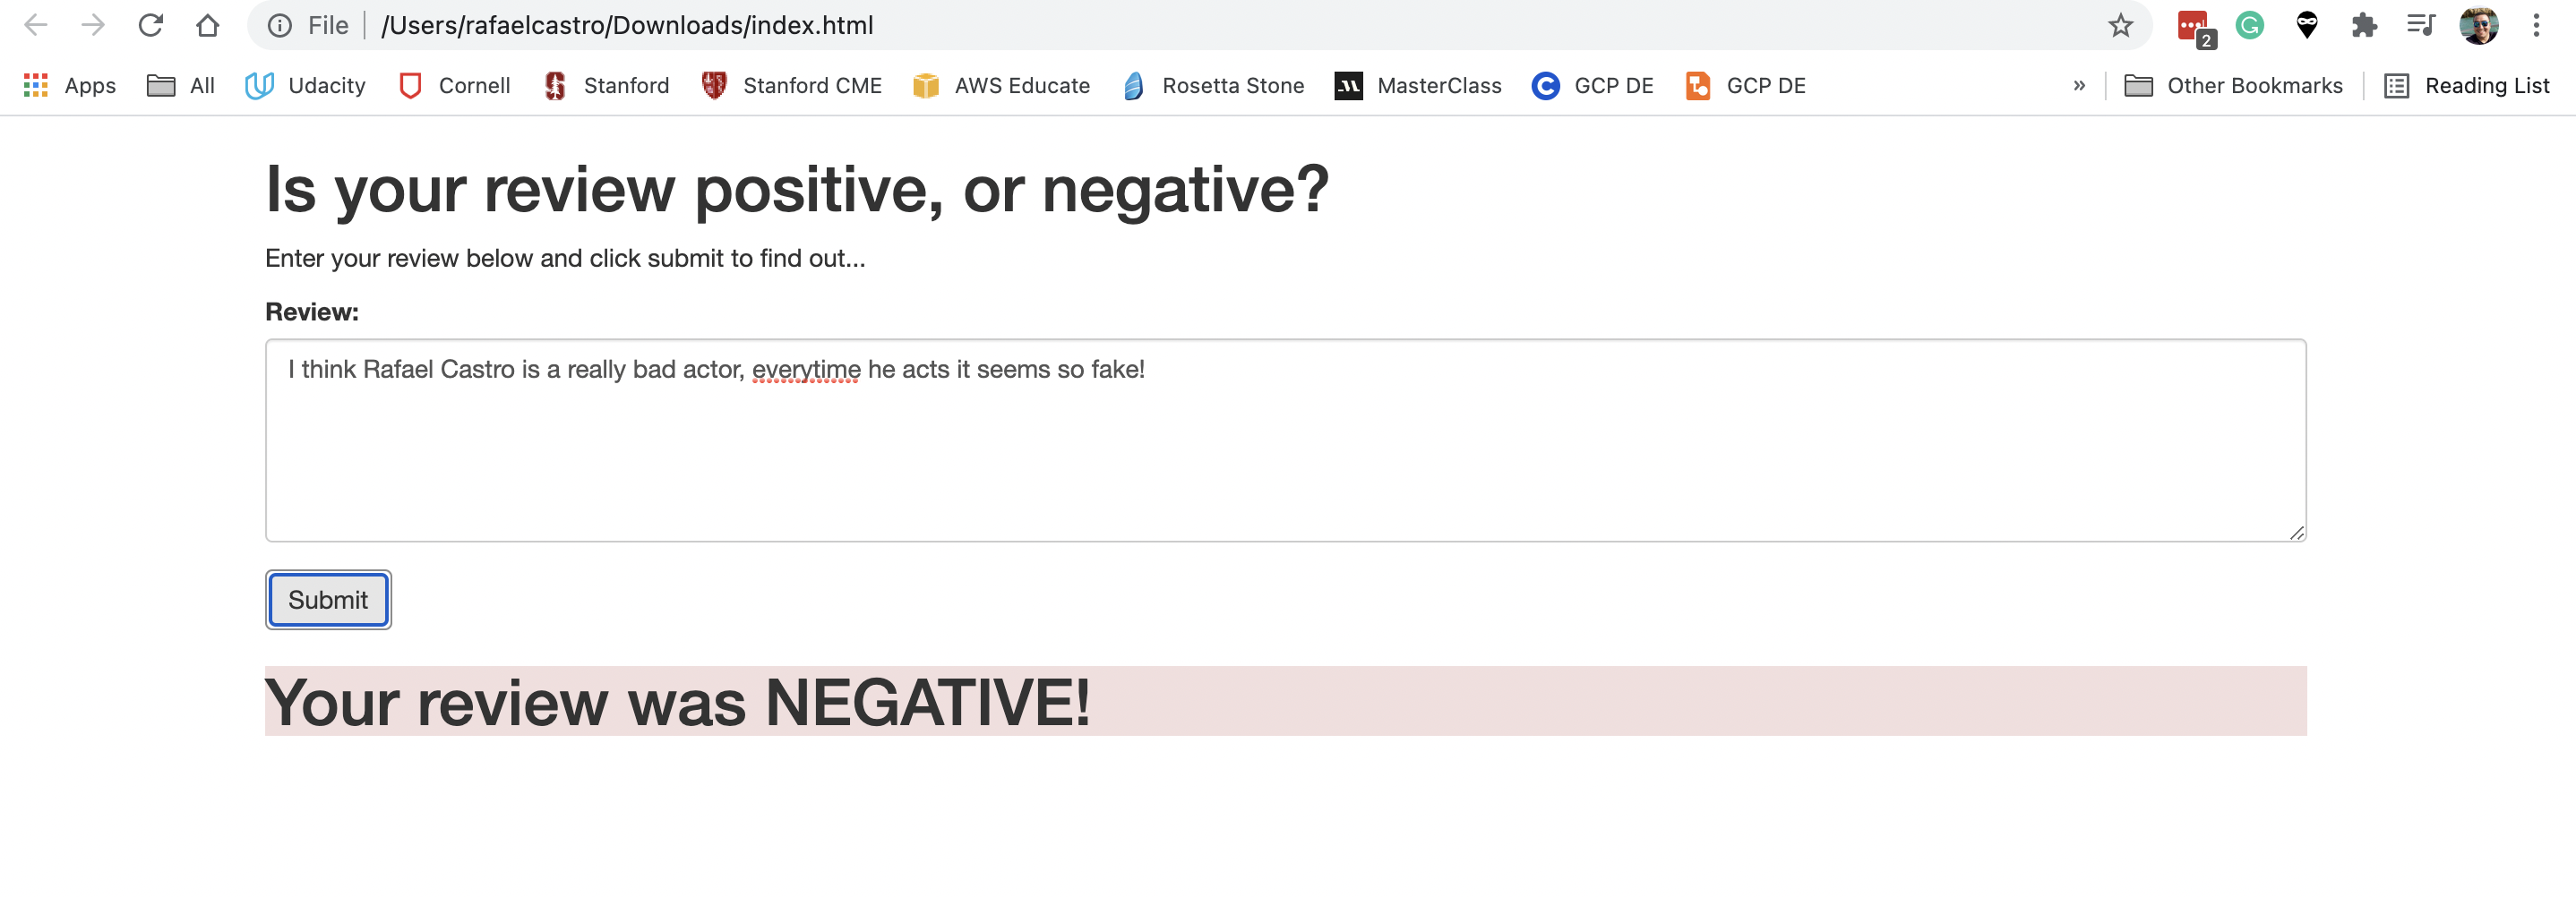 File /Users/rafaelcastro/Downloads/index.html
2
Apps All Udacity Cornell Stanford Stanford CME AWS Educate Rosetta Stone MasterClass GCP DE GCP DE » Other Bookmarks Reading List
Is your review positive, or negative?
Enter your review below and click submit to find out...
Review:
I think Rafael Castro is a really bad actor, everytime he acts it seems so fake!
Submit
Your review was NEGATIVE!